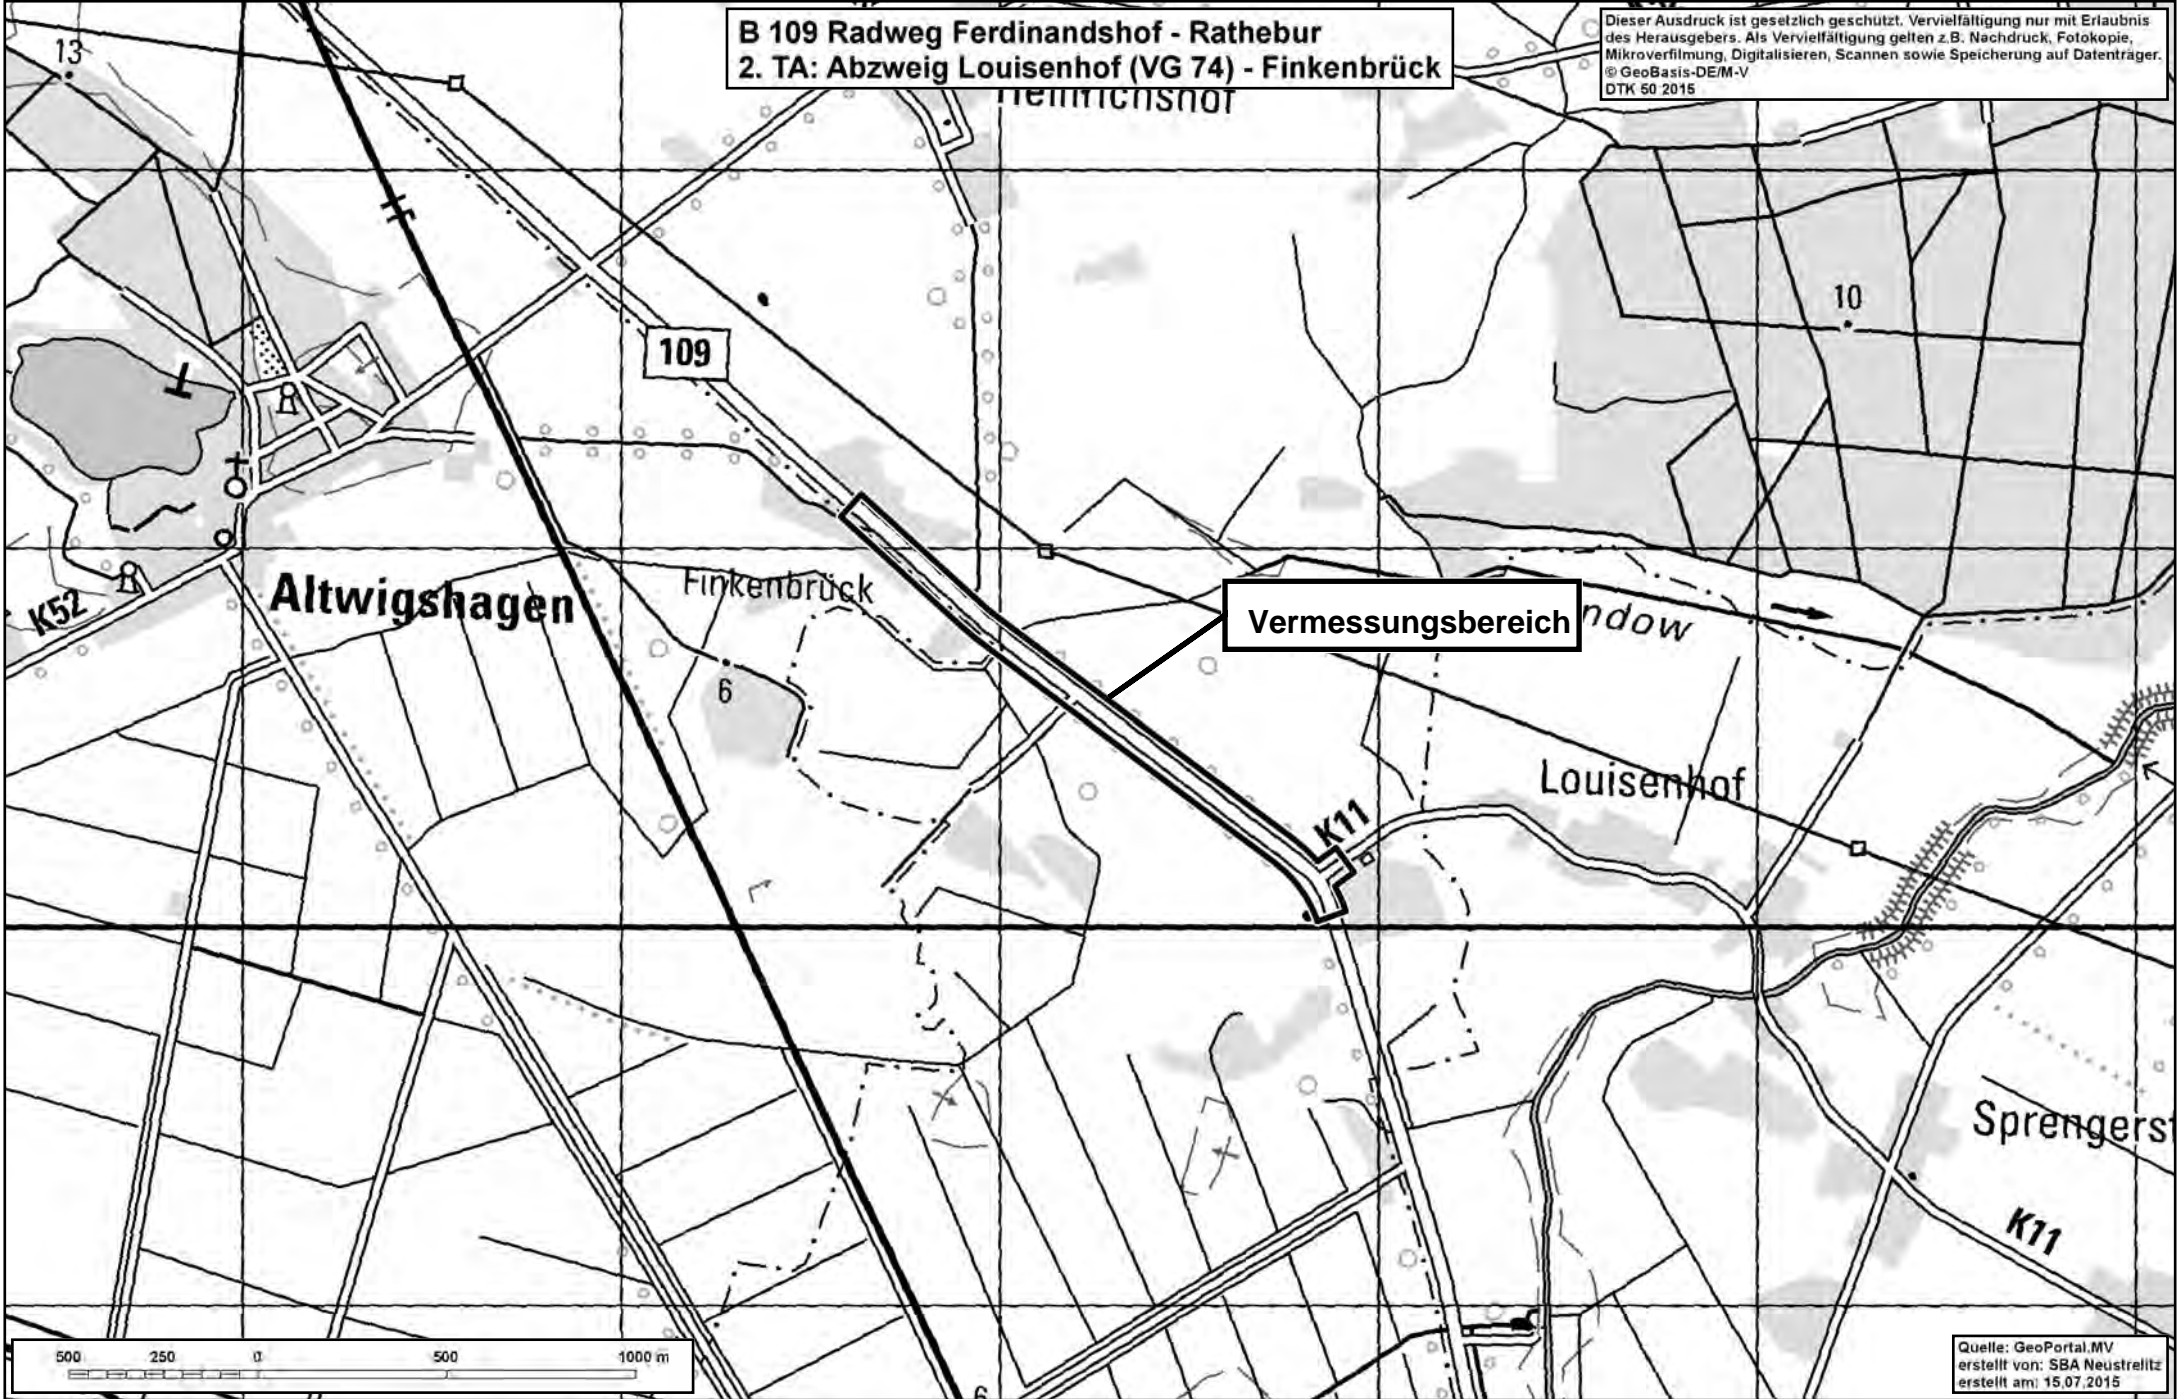 B 109 Radweg Ferdinandshof - Rathebur
2. TA: Abzweig Louisenhof (VG 74) - Finkenbrück
Dieser Ausdruck ist gesetzlich geschützt. Vervielfältigung nur mit Erlaubnis
des Herausgebers. Als Vervielfältigung gelten z.B. Nachdruck, Fotokopie,
Mikroverfilmung, Digitalisieren, Scannen sowie Speicherung auf Datenträger.
© GeoBasis-DE/M-V
DTK 50 2015
13
Heinrichshof
10
109
Finkenbrück
Altwigshagen
K52
Vermessungsbereich
ndow
6
Louisenhof
K11
Sprengerst
K11
6
500 250 0 500 1000 m
Quelle: GeoPortal.MV
erstellt von: SBA Neustrelitz
erstellt am: 15.07.2015